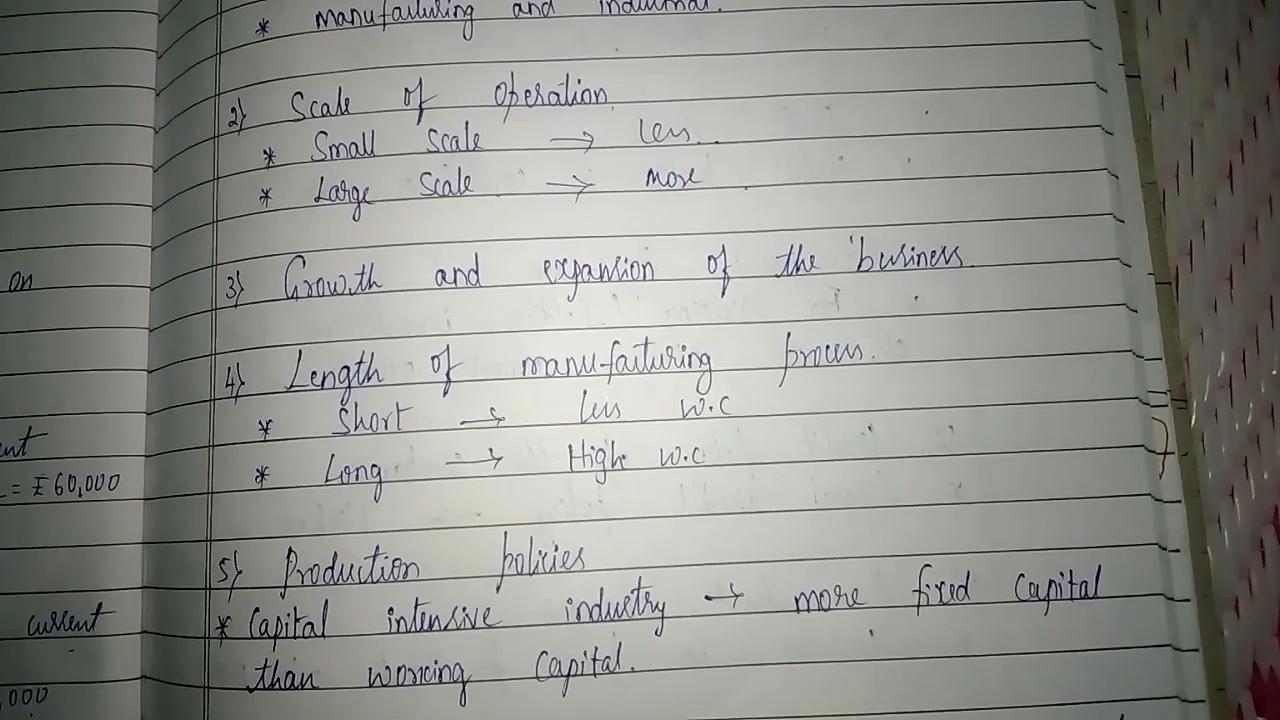 * manufacturing and industrial.
2) Scale of operation.
* Small scale → less.
* Large scale → more
3) Growth and expansion of the business
on
4) Length of manufacturing process.
* Short → less W.C
* Long → High W.C
= ₹60,000
5) Production policies
* Capital intensive industry → more fixed capital
than working capital.
current
000